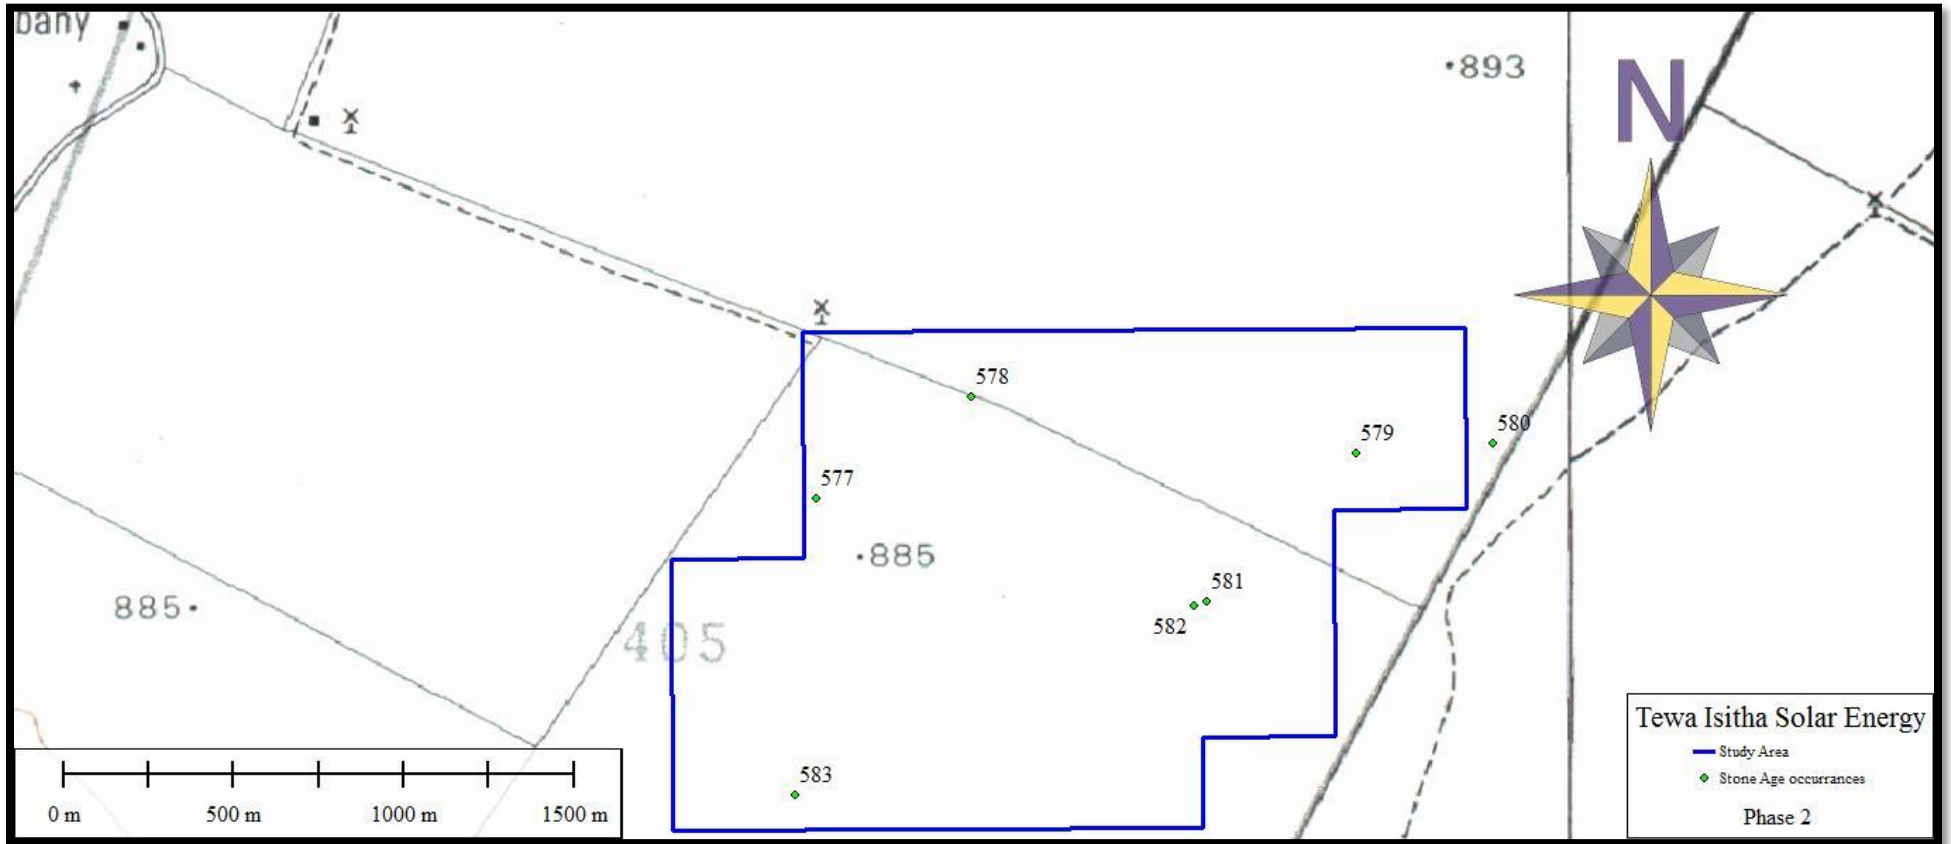 bany
893
N
578
580
579
577
885
581
885
582
405
583
0 m 500 m 1000 m 1500 m
Tewa Isitha Solar Energy
Study Area
Stone Age occurrances
Phase 2